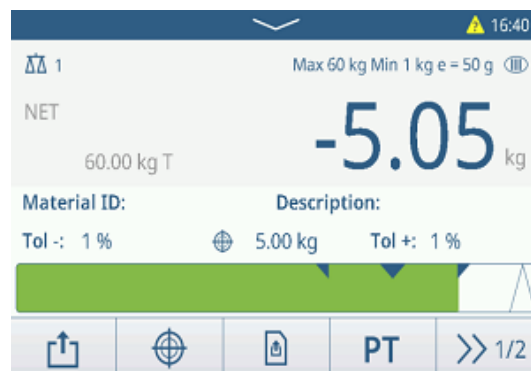 16:40
1 Max 60 kg Min 1 kg e = 50 g III
NET
-5.05 kg
60.00 kg T
Material ID: Description:
Tol -: 1 % 5.00 kg Tol +: 1 %
PT 1/2